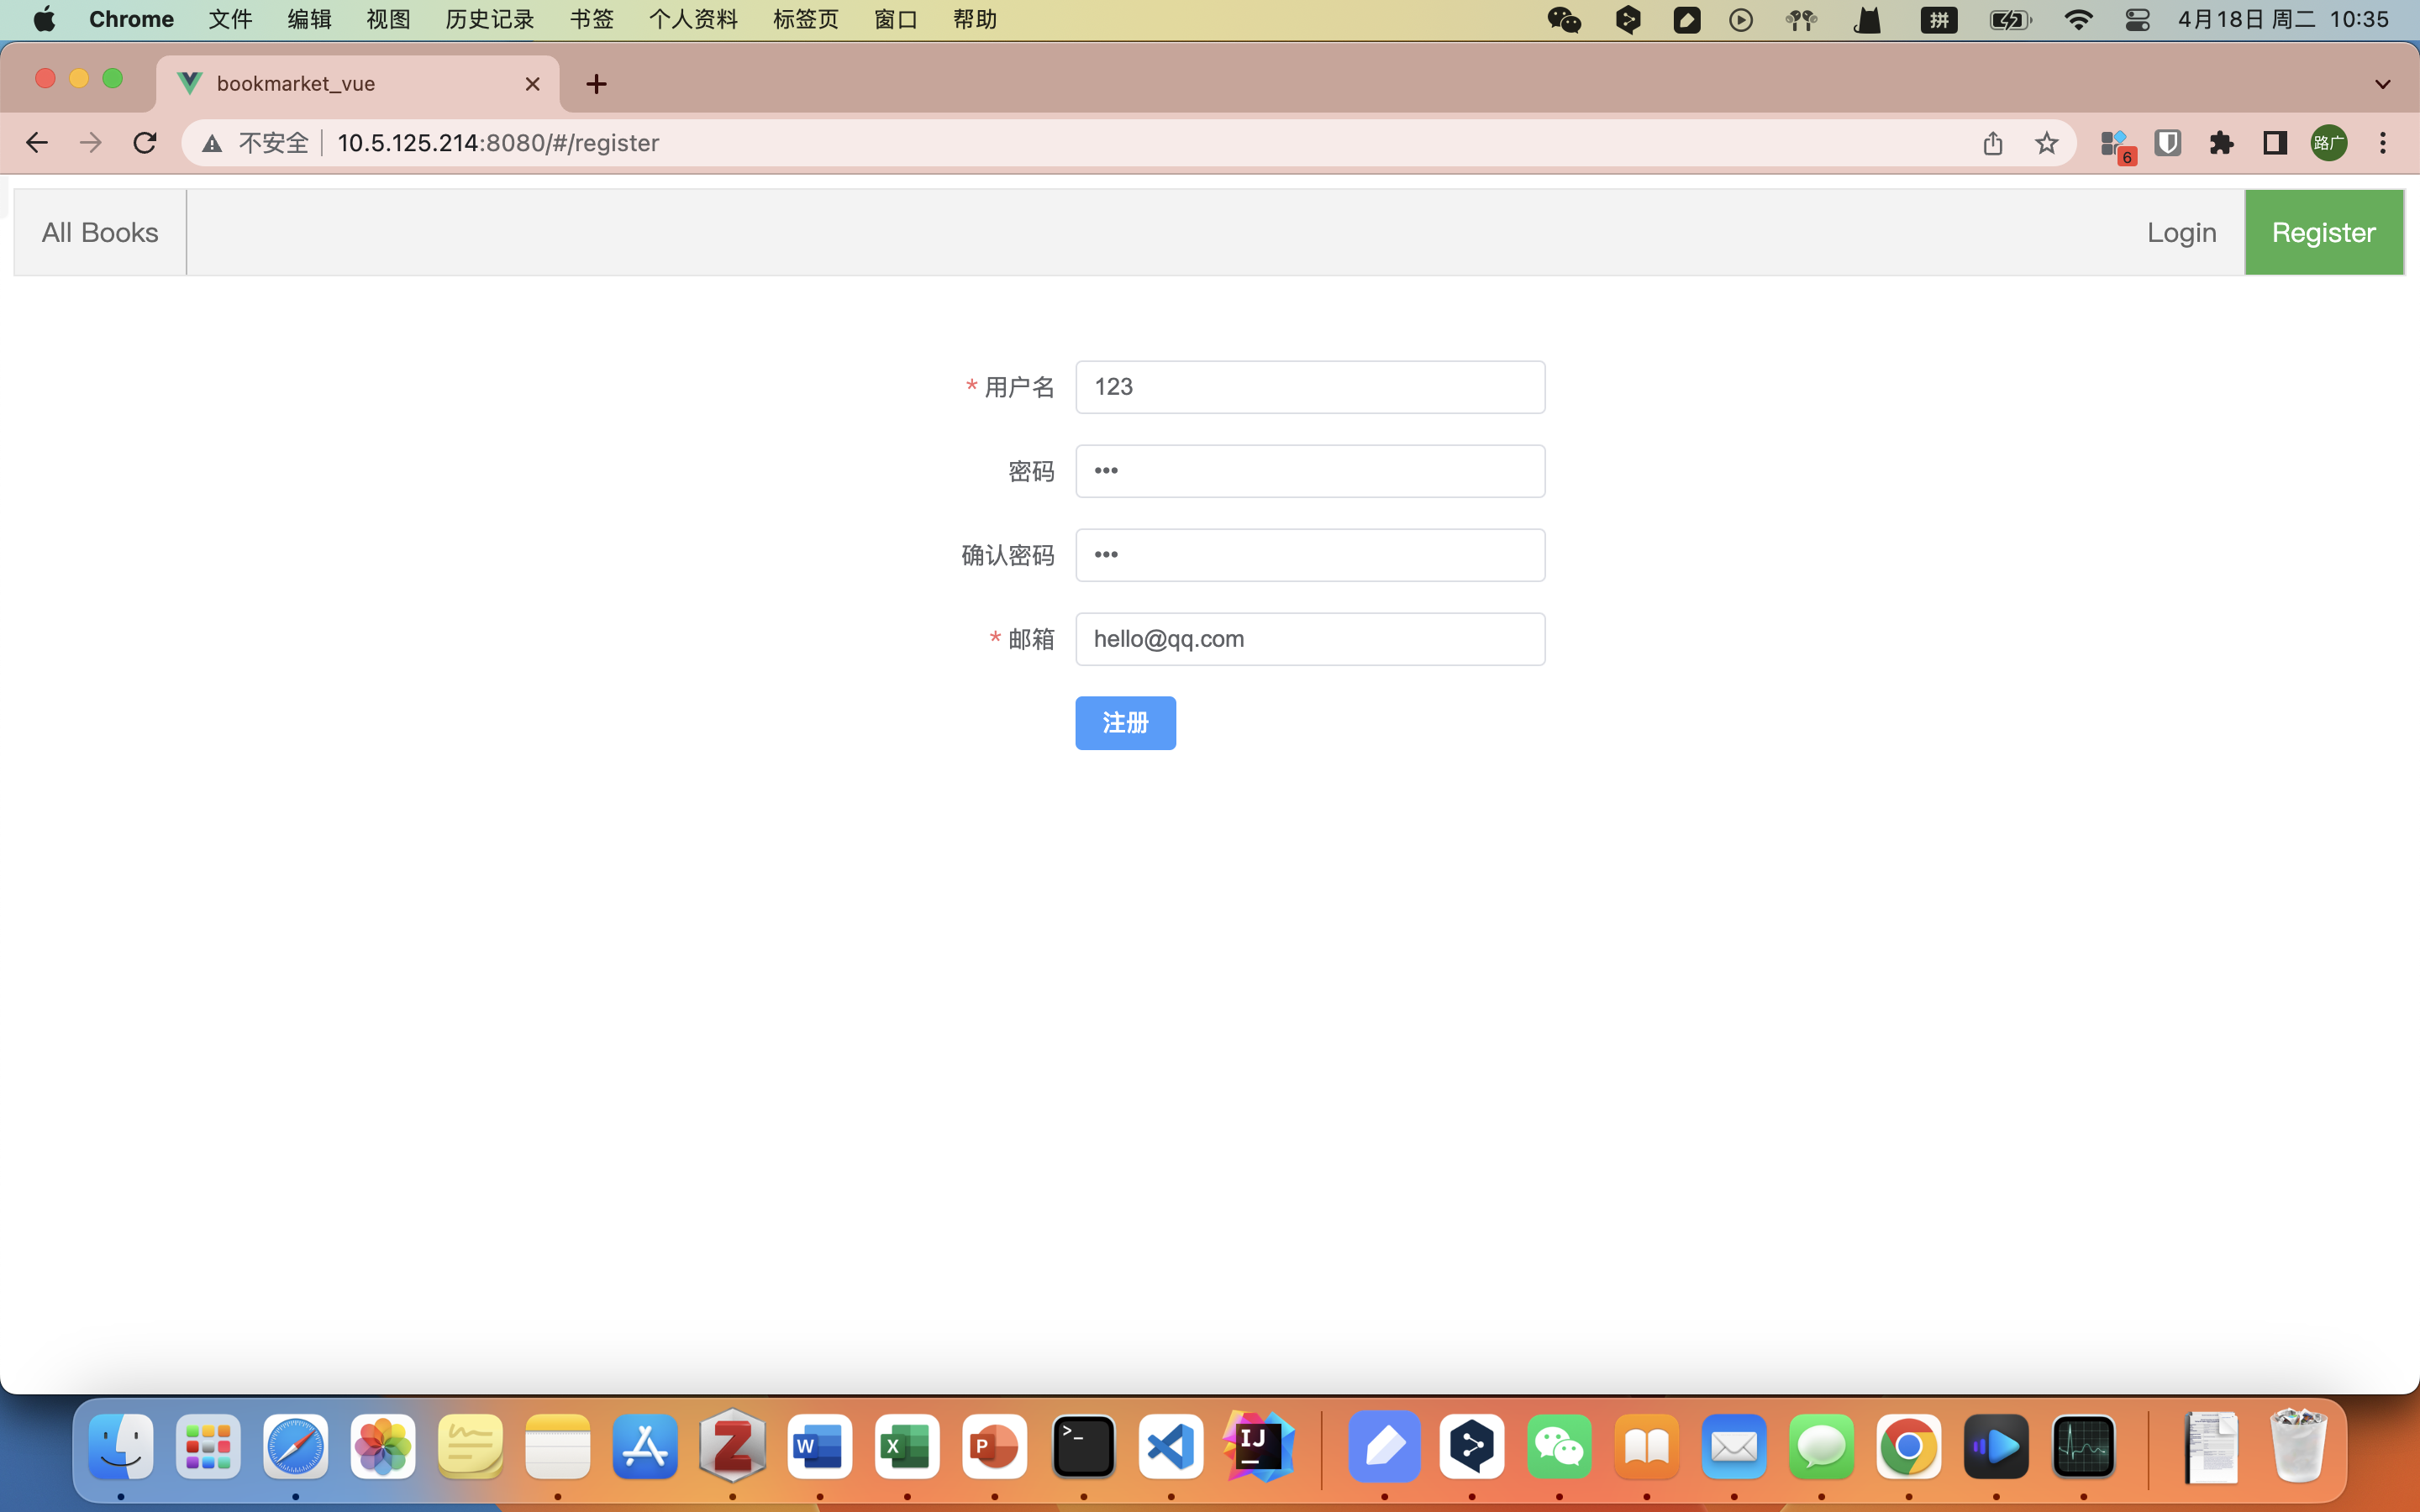 Chrome 文件 编辑 视图 历史记录 书签 个人资料 标签页 窗口 帮助 拼 4月18日 周二 10:35
bookmarket_vue
不安全 10.5.125.214:8080/#/register 6 路广
All Books Login Register
* 用户名 123
密码 •••
确认密码 •••
* 邮箱 hello@qq.com
注册
Z W X P >_ IJ